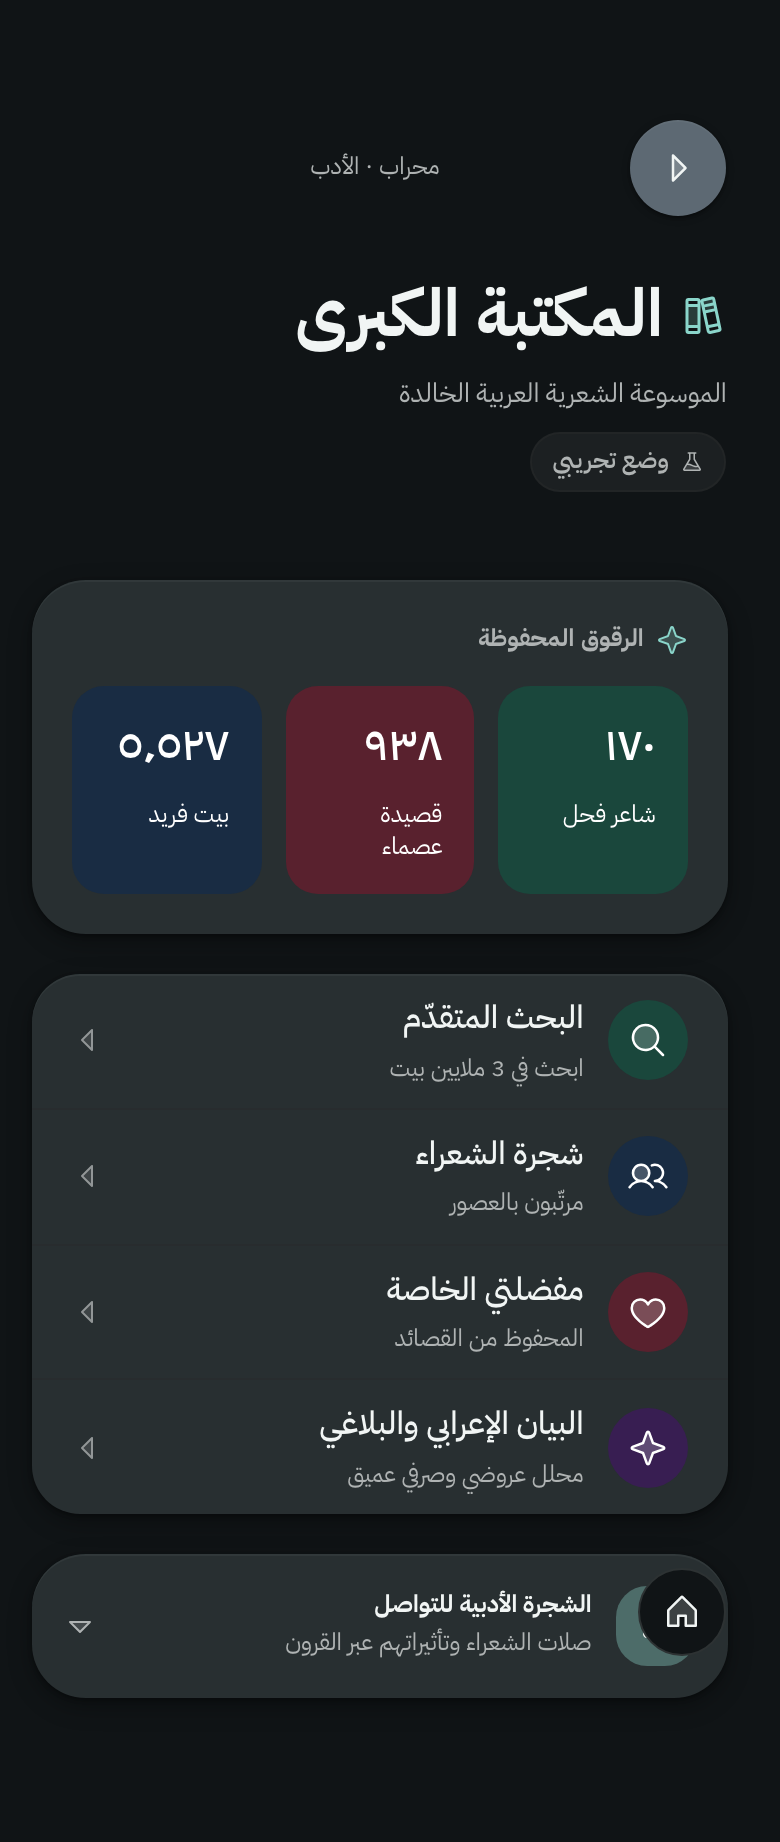 محراب · الأدب
المكتبة الكبرى
الموسوعة الشعرية العربية الخالدة
وضع تجريبي
الرقوق المحفوظة
١٧٠
شاعر فحل
٩٣٨
قصيدة
عصماء
٥,٥٢٧
بيت فريد
البحث المتقدّم
ابحث في 3 ملايين بيت
شجرة الشعراء
مرتّبون بالعصور
مفضلتي الخاصة
المحفوظ من القصائد
البيان الإعرابي والبلاغي
محلل عروضي وصرفي عميق
الشجرة الأدبية للتواصل
صلات الشعراء وتأثيراتهم عبر القرون